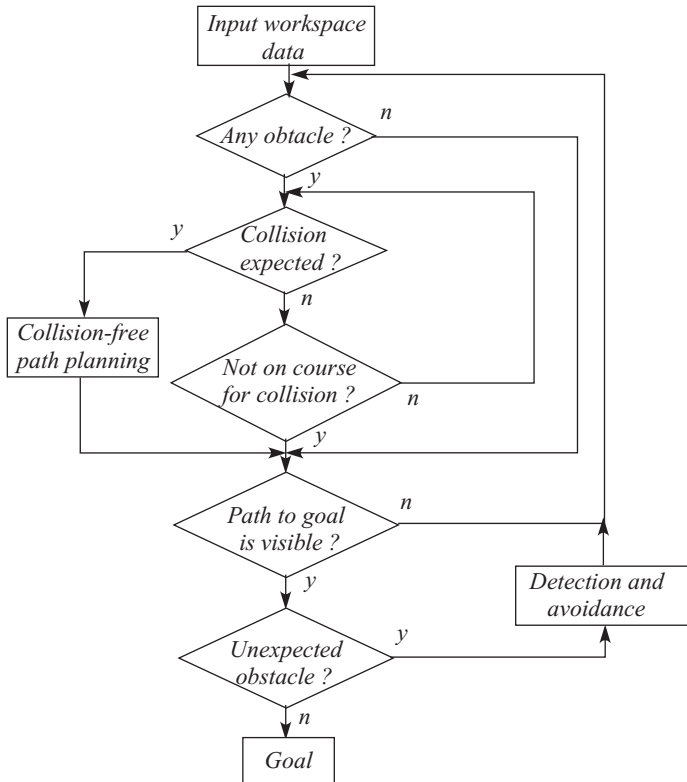 Input workspace
data
n
Any obtacle ?
y
y
Collision
expected ?
n
Collision-free
path planning
Not on course
for collision ?
n
y
n
Path to goal
is visible ?
y
Detection and
avoidance
y
Unexpected
obstacle ?
n
Goal